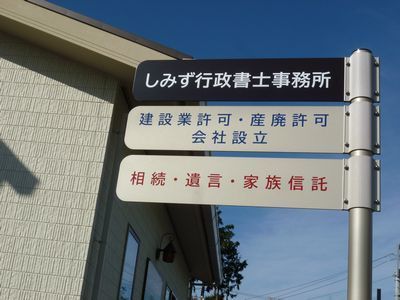 しみず行政書士事務所
建設業許可・産廃許可
会社設立
相続・遺言・家族信託